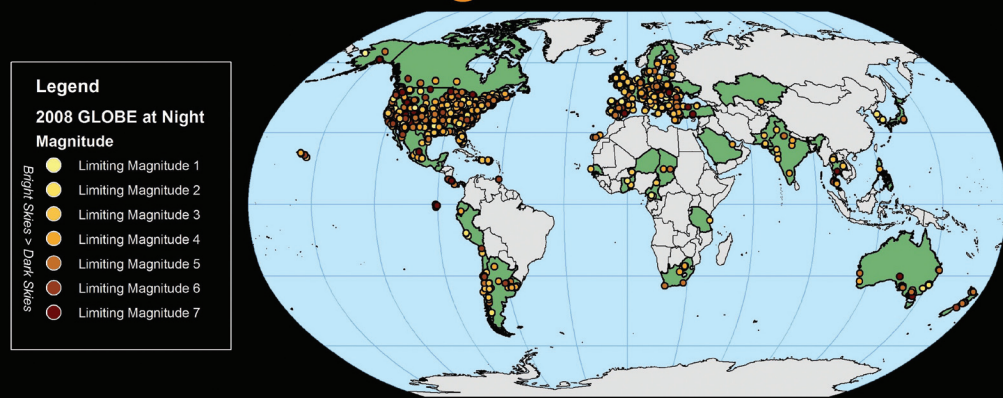 Legend
2008 GLOBE at Night
Magnitude
Bright Skies > Dark Skies
Limiting Magnitude 1
Limiting Magnitude 2
Limiting Magnitude 3
Limiting Magnitude 4
Limiting Magnitude 5
Limiting Magnitude 6
Limiting Magnitude 7